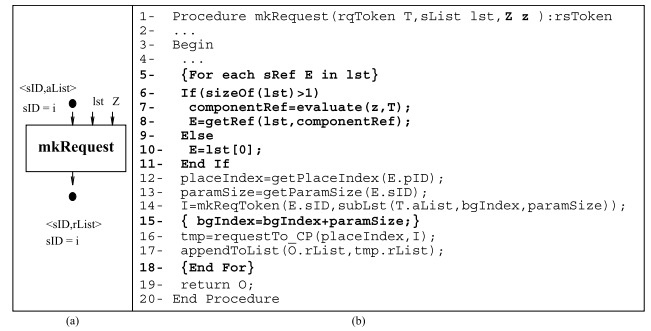 <sID,aList>
sID = i
lst Z
mkRequest
<sID,rList>
sID = i
(a)
1- Procedure mkRequest(rqToken T,sList lst,Z z ):rsToken
2- ...
3- Begin
4- ...
5- {For each sRef E in lst}
6- If(sizeOf(lst)>1)
7- componentRef=evaluate(z,T);
8- E=getRef(lst,componentRef);
9- Else
10- E=lst[0];
11- End If
12- placeIndex=getPlaceIndex(E.pID);
13- paramSize=getParamSize(E.sID);
14- I=mkReqToken(E.sID,subLst(T.aList,bgIndex,paramSize));
15- { bgIndex=bgIndex+paramSize;}
16- tmp=requestTo_CP(placeIndex,I);
17- appendToList(O.rList,tmp.rList);
18- {End For}
19- return O;
20- End Procedure
(b)